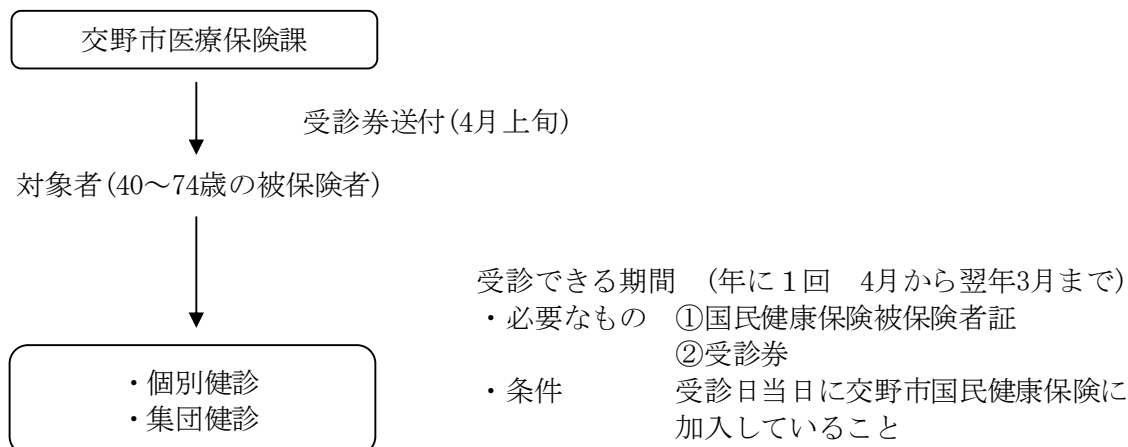 交野市医療保険課
受診券送付(4月上旬)
対象者(40～74歳の被保険者)
受診できる期間　(年に１回　4月から翌年3月まで)
・必要なもの　①国民健康保険被保険者証
②受診券
・条件　受診日当日に交野市国民健康保険に
加入していること
・個別健診
・集団健診